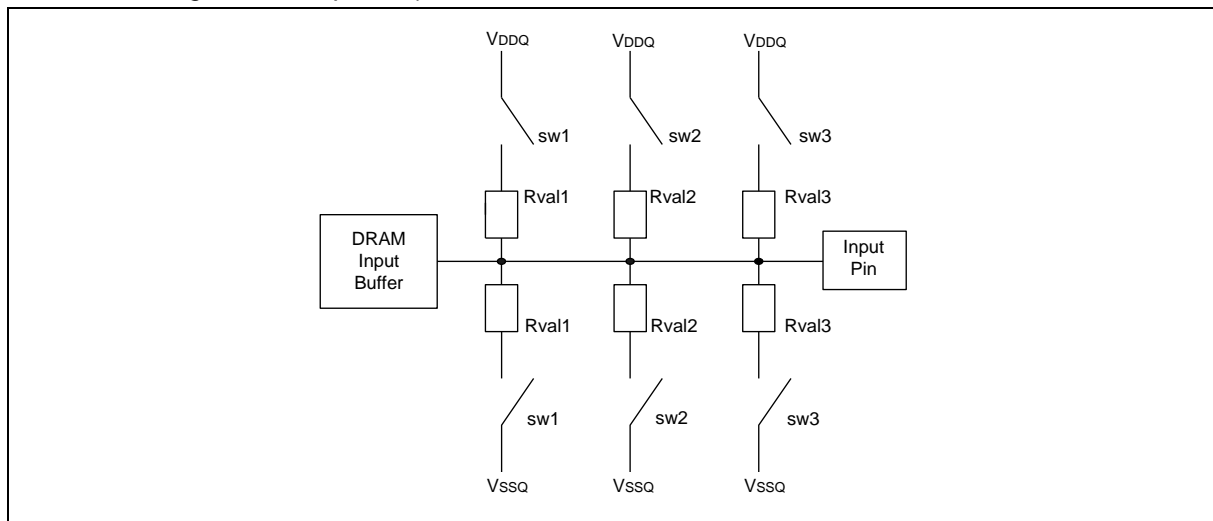 VDDQ VDDQ VDDQ
sw1 sw2 sw3
Rval1 Rval2 Rval3
DRAM
Input
Buffer
Input
Pin
Rval1 Rval2 Rval3
sw1 sw2 sw3
VSSQ VSSQ VSSQ